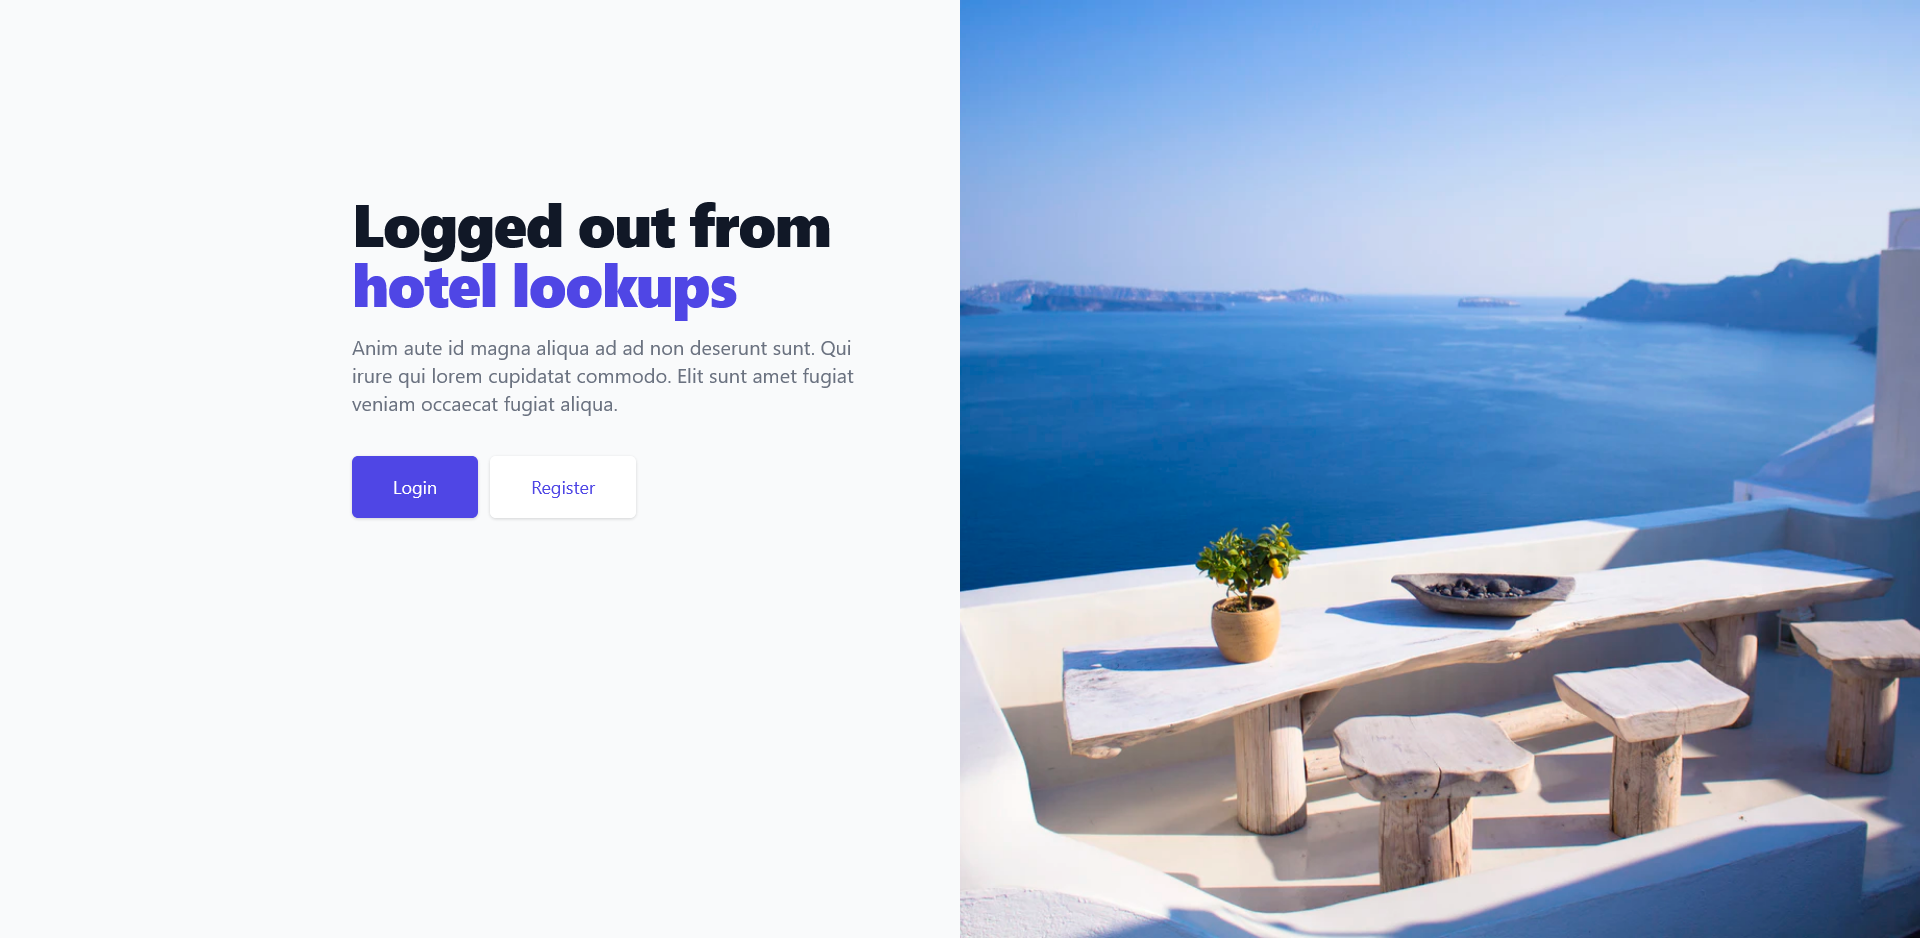 Logged out from
hotel lookups
Anim aute id magna aliqua ad ad non deserunt sunt. Qui
irure qui lorem cupidatat commodo. Elit sunt amet fugiat
veniam occaecat fugiat aliqua.
Login
Register